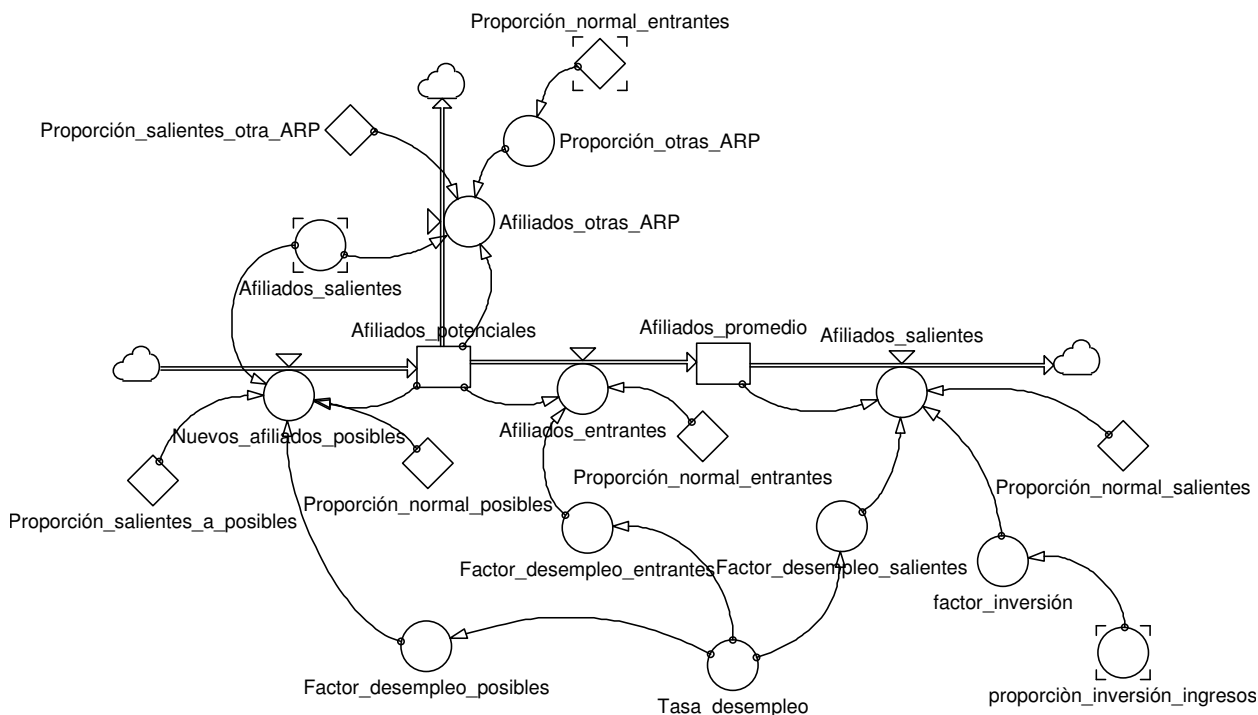 Proporción_normal_entrantes
Proporción_salientes_otra_ARP
Proporción_otras_ARP
Afiliados_otras_ARP
Afiliados_salientes
Afiliados_potenciales
Afiliados_promedio
Afiliados_salientes
Nuevos_afiliados_posibles
Afiliados_entrantes
Proporción_normal_entrantes
Proporción_normal_salientes
Proporción_normal_posibles
Proporción_salientes_a_posibles
Factor_desempleo_entrantes
Factor_desempleo_salientes
factor_inversión
Factor_desempleo_posibles
Tasa_desempleo
proporciòn_inversión_ingresos